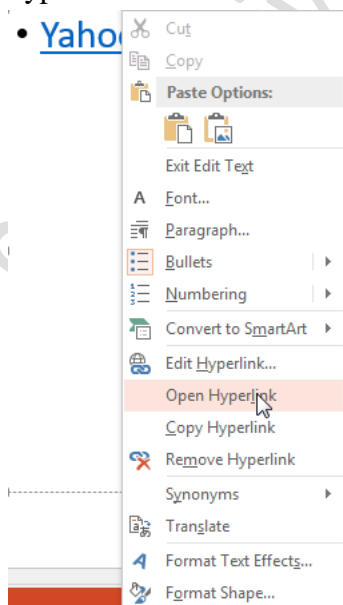 • Yahoo
Cut
Copy
Paste Options:
Exit Edit Text
A Font...
Paragraph...
Bullets
Numbering
Convert to SmartArt
Edit Hyperlink...
Open Hyperlink
Copy Hyperlink
Remove Hyperlink
Synonyms
Translate
Format Text Effects...
Format Shape...